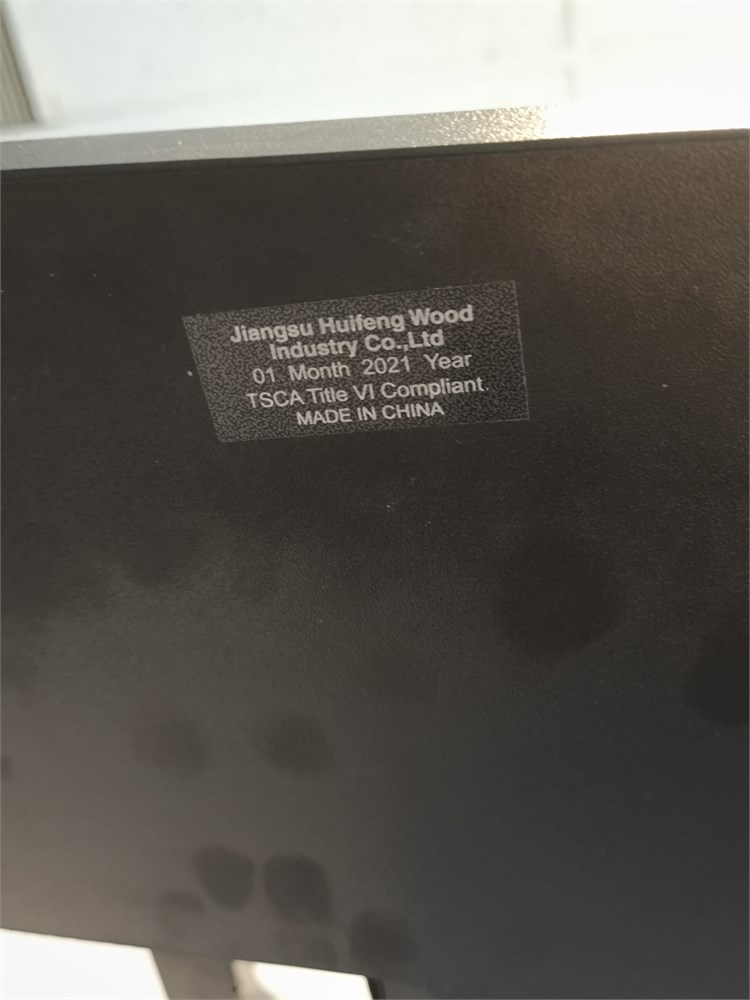 Jiangsu Huifeng Wood
Industry Co.,Ltd
01 Month 2021 Year
TSCA Title VI Compliant.
MADE IN CHINA